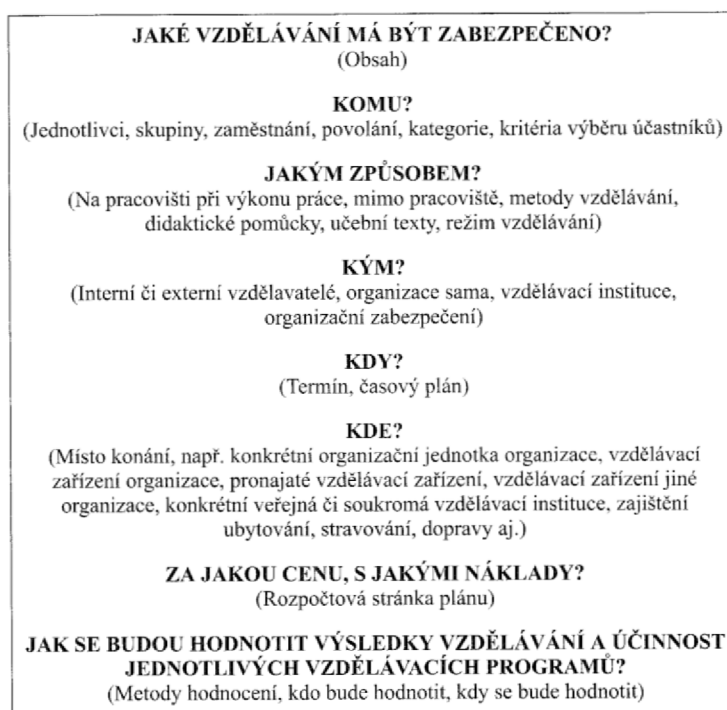 JAKÉ VZDĚLÁVÁNÍ MÁ BÝT ZABEZPEČENO?
(Obsah)
KOMU?
(Jednotlivci, skupiny, zaměstnání, povolání, kategorie, kritéria výběru účastníků)
JAKÝM ZPŮSOBEM?
(Na pracovišti při výkonu práce, mimo pracoviště, metody vzdělávání,
didaktické pomůcky, učební texty, režim vzdělávání)
KÝM?
(Interní či externí vzdělavatelé, organizace sama, vzdělávací instituce,
organizační zabezpečení)
KDY?
(Termín, časový plán)
KDE?
(Místo konání, např. konkrétní organizační jednotka organizace, vzdělávací
zařízení organizace, pronajaté vzdělávací zařízení, vzdělávací zařízení jiné
organizace, konkrétní veřejná či soukromá vzdělávací instituce, zajištění
ubytování, stravování, dopravy aj.)
ZA JAKOU CENU, S JAKÝMI NÁKLADY?
(Rozpočtová stránka plánu)
JAK SE BUDOU HODNOTIT VÝSLEDKY VZDĚLÁVÁNÍ A ÚČINNOST
JEDNOTLIVÝCH VZDĚLÁVACÍCH PROGRAMŮ?
(Metody hodnocení, kdo bude hodnotit, kdy se bude hodnotit)